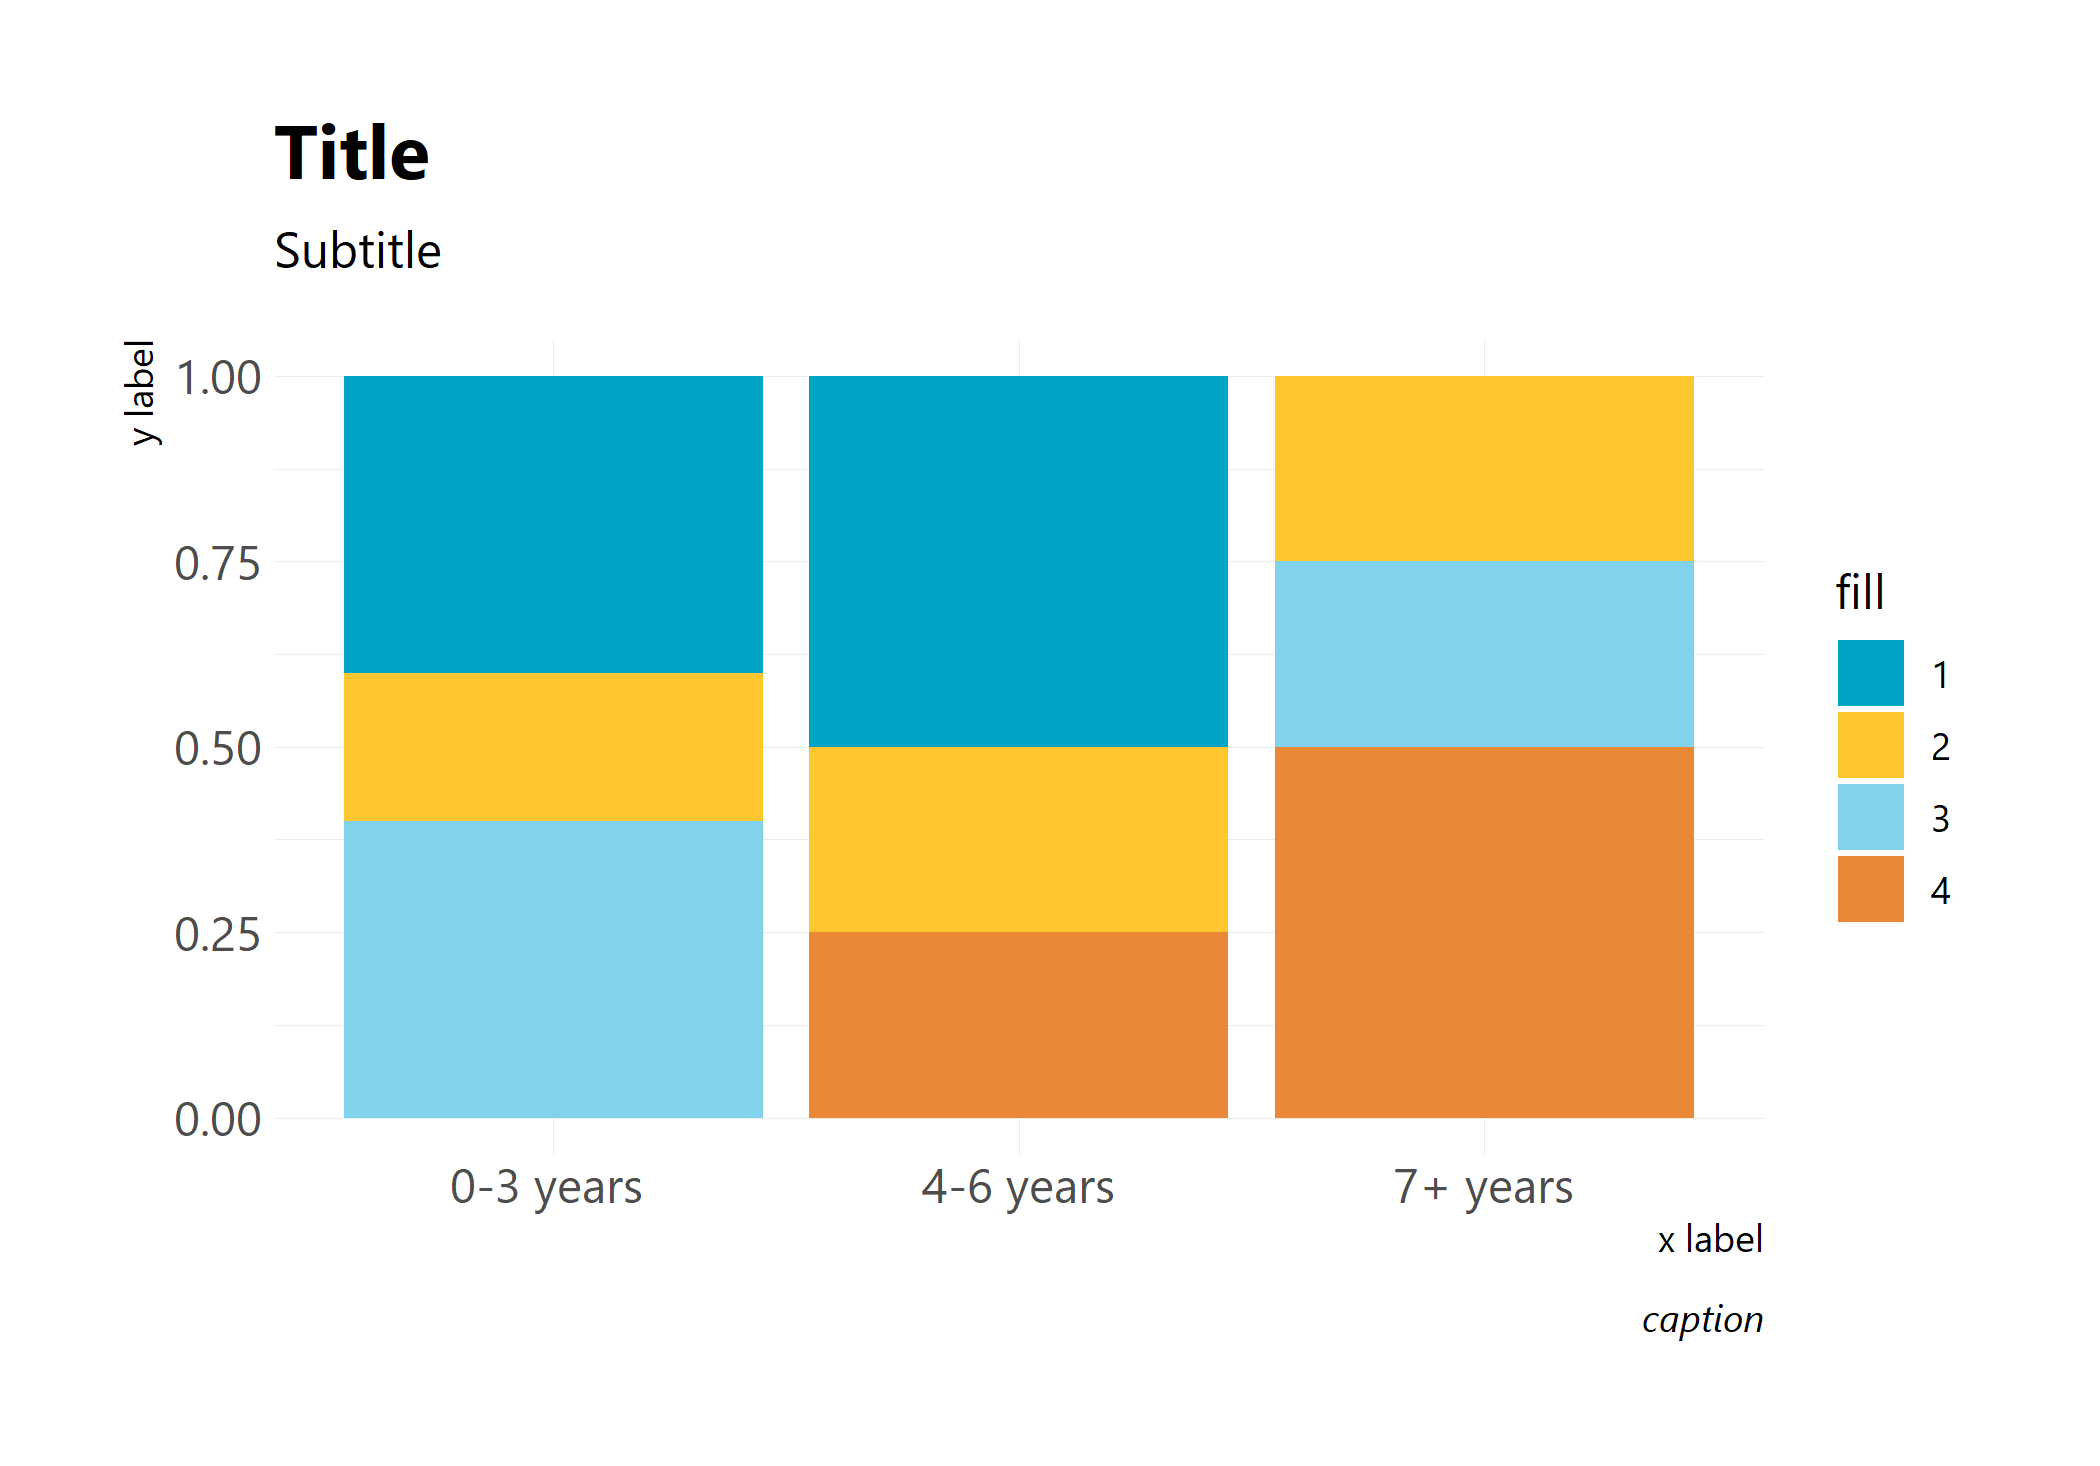 Title
Subtitle
y label
1.00
0.75
0.50
0.25
0.00
0-3 years
4-6 years
7+ years
x label
caption
fill
1
2
3
4